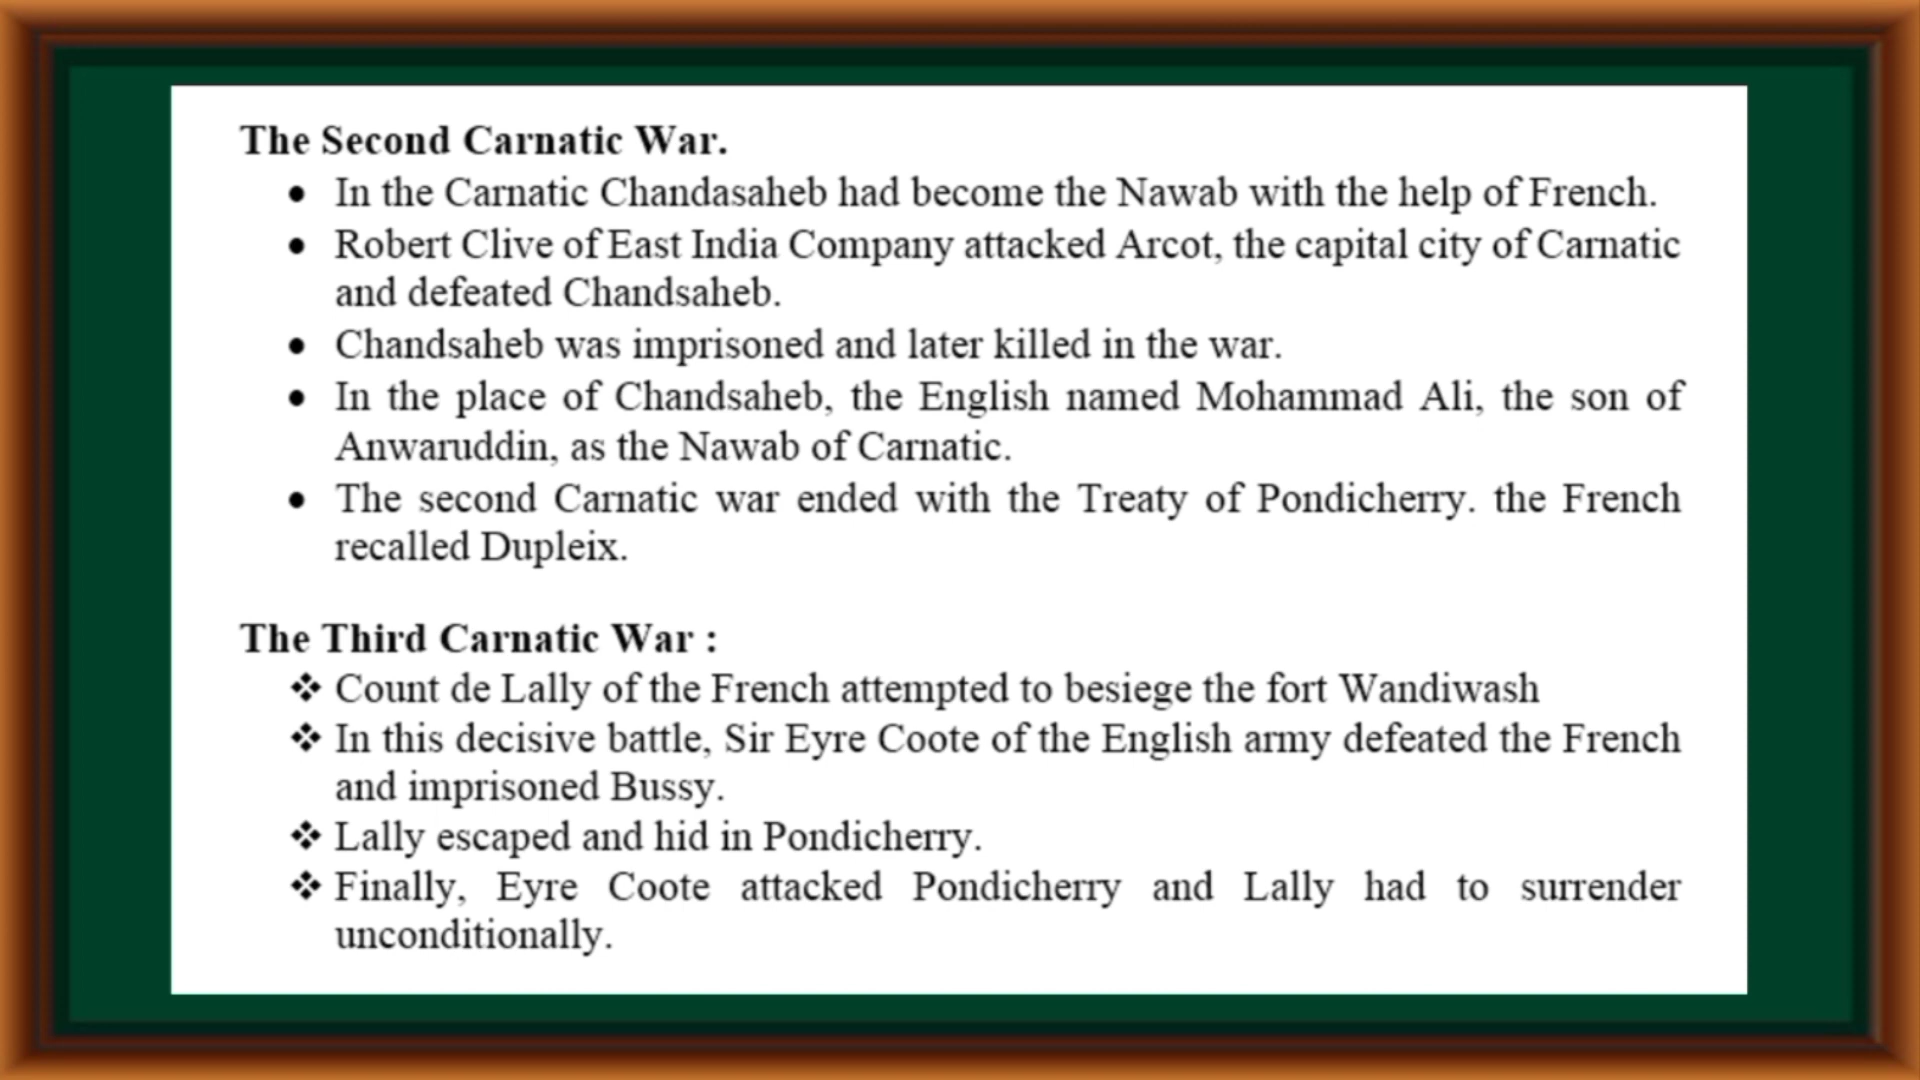 The Second Carnatic War.
● In the Carnatic Chandasaheb had become the Nawab with the help of French.
● Robert Clive of East India Company attacked Arcot, the capital city of Carnatic
and defeated Chandsaheb.
● Chandsaheb was imprisoned and later killed in the war.
● In the place of Chandsaheb, the English named Mohammad Ali, the son of
Anwaruddin, as the Nawab of Carnatic.
● The second Carnatic war ended with the Treaty of Pondicherry. the French
recalled Dupleix.
The Third Carnatic War :
❖ Count de Lally of the French attempted to besiege the fort Wandiwash
❖ In this decisive battle, Sir Eyre Coote of the English army defeated the French
and imprisoned Bussy.
❖ Lally escaped and hid in Pondicherry.
❖ Finally, Eyre Coote attacked Pondicherry and Lally had to surrender
unconditionally.